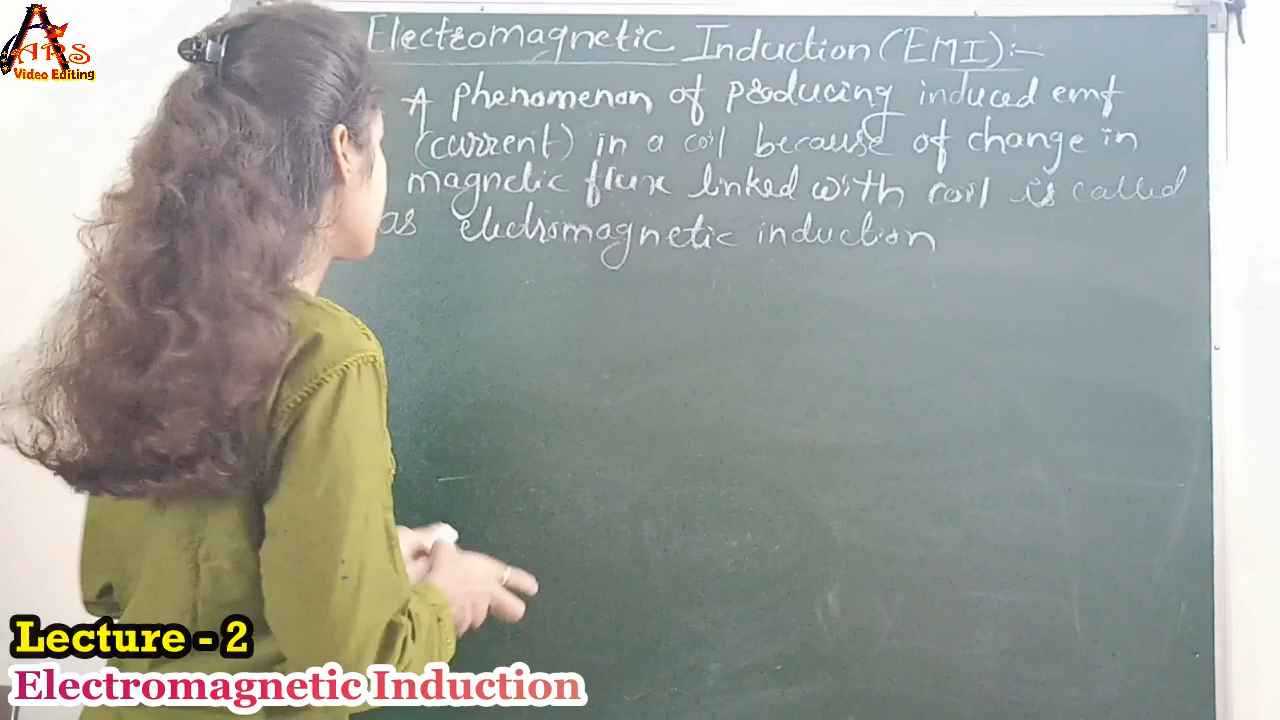 ARS
Video Editing
Electromagnetic Induction (EMI):-
A phenomenon of producing induced emf
(current) in a coil because of change in
magnetic flux linked with coil is called
as electromagnetic induction
Lecture - 2
Electromagnetic Induction